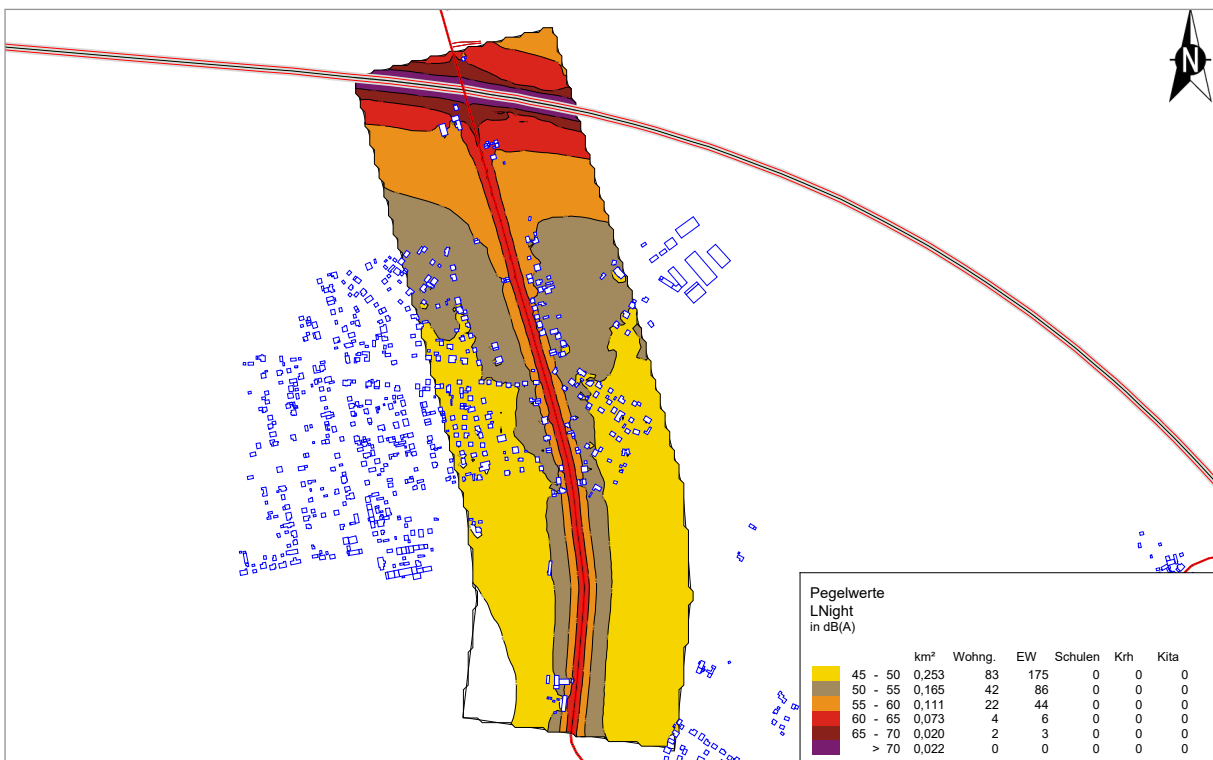 N
Pegelwerte
LNight
in dB(A)
km² Wohng. EW Schulen Krh Kita
45 - 50 0,253 83 175 0 0 0
50 - 55 0,165 42 86 0 0 0
55 - 60 0,111 22 44 0 0 0
60 - 65 0,073 4 6 0 0 0
65 - 70 0,020 2 3 0 0 0
> 70 0,022 0 0 0 0 0